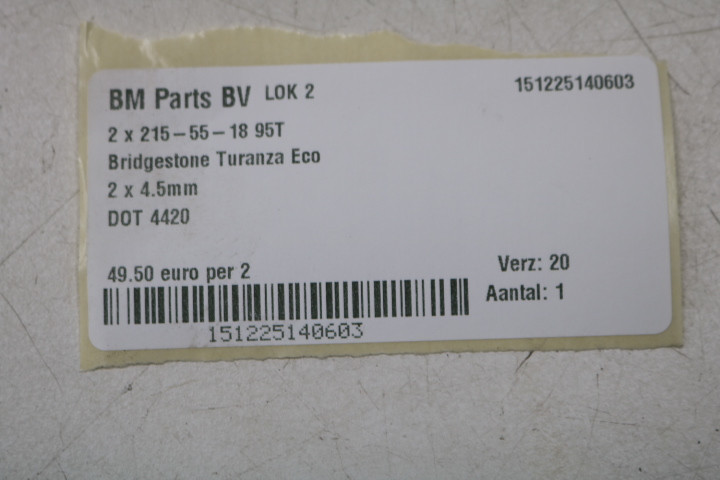 BM Parts BV LOK 2 151225140603
2 x 215-55-18 95T
Bridgestone Turanza Eco
2 x 4.5mm
DOT 4420
49.50 euro per 2 Verz: 20
Aantal: 1
151225140603